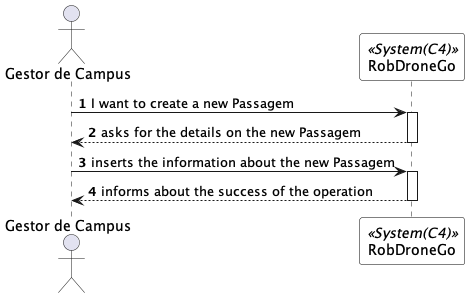 Gestor de Campus
«System(C4)»
RobDroneGo
1 I want to create a new Passagem
2 asks for the details on the new Passagem
3 inserts the information about the new Passagem
4 informs about the success of the operation
Gestor de Campus
«System(C4)»
RobDroneGo